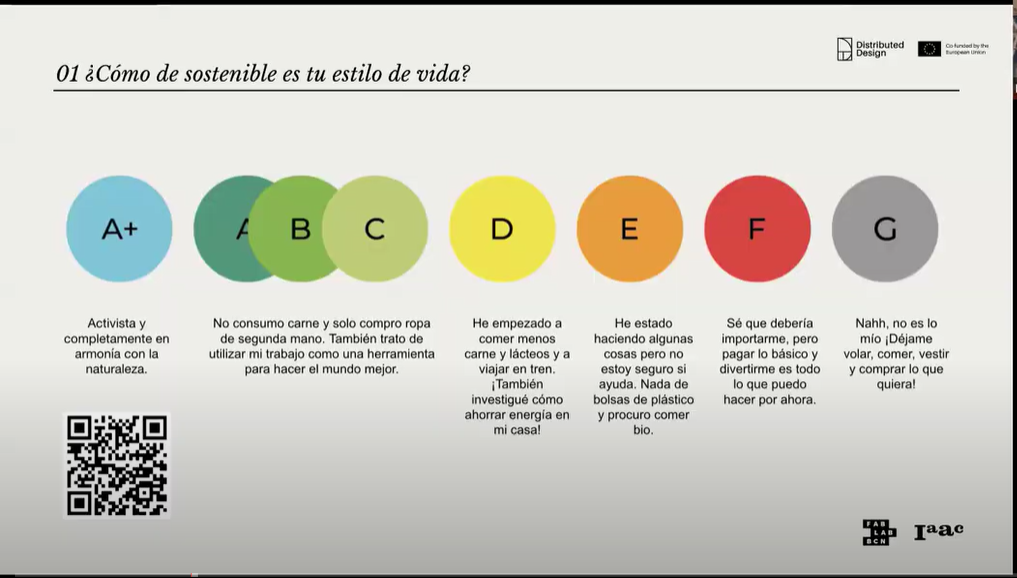 Distributed
Design
Co-funded by the
European Union
01 ¿Cómo de sostenible es tu estilo de vida?
A+
A
B
C
D
E
F
G
Activista y
completamente en
armonía con la
naturaleza.
No consumo carne y solo compro ropa
de segunda mano. También trato de
utilizar mi trabajo como una herramienta
para hacer el mundo mejor.
He empezado a
comer menos
carne y lácteos y a
viajar en tren.
¡También
investigué cómo
ahorrar energía en
mi casa!
He estado
haciendo algunas
cosas pero no
estoy seguro si
ayuda. Nada de
bolsas de plástico
y procuro comer
bio.
Sé que debería
importarme, pero
pagar lo básico y
divertirme es todo
lo que puedo
hacer por ahora.
Nahh, no es lo
mío ¡Déjame
volar, comer, vestir
y comprar lo que
quiera!
FAB
LAB
BCN
Iaac